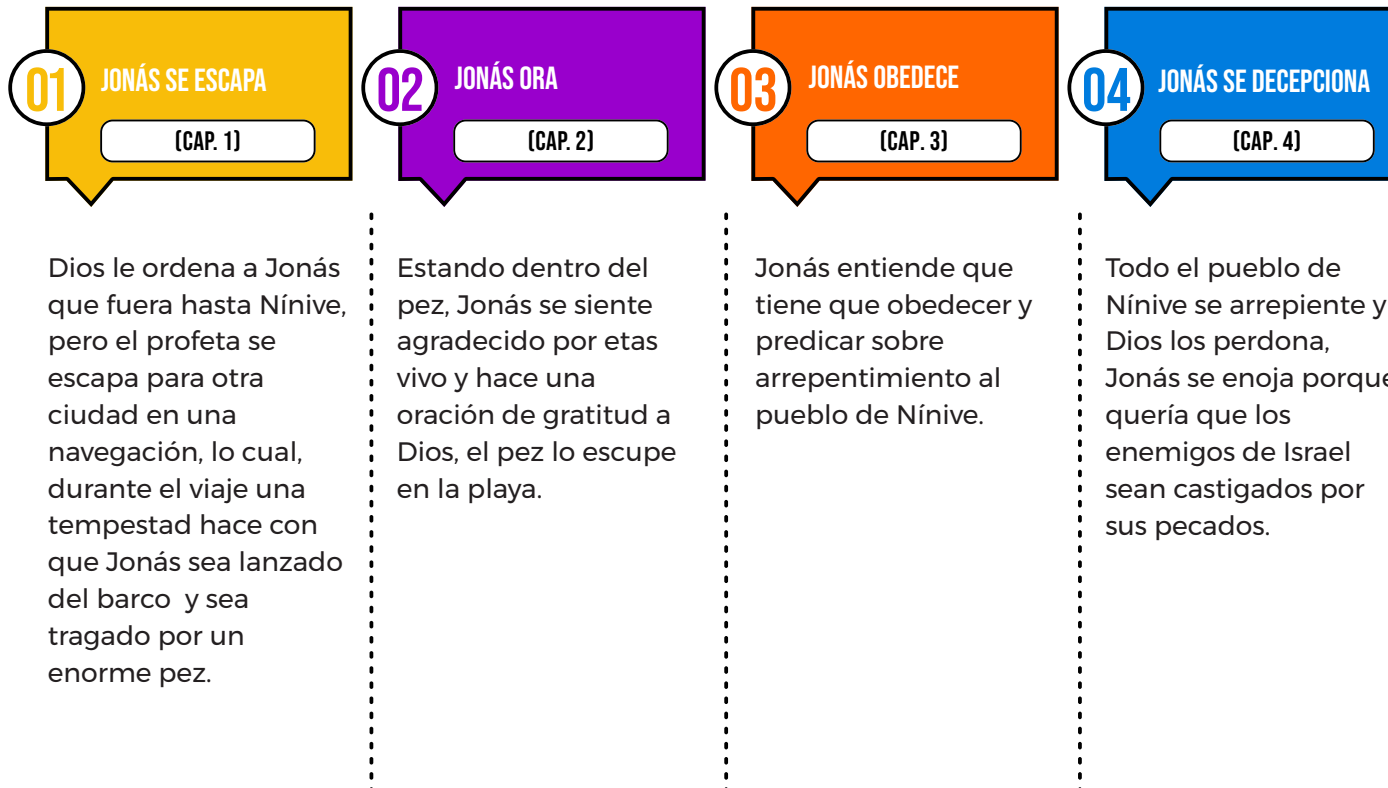 01
JONÁS SE ESCAPA
(CAP. 1)
Dios le ordena a Jonás
que fuera hasta Nínive,
pero el profeta se
escapa para otra
ciudad en una
navegación, lo cual,
durante el viaje una
tempestad hace con
que Jonás sea lanzado
del barco  y sea
tragado por un
enorme pez.
02
JONÁS ORA
(CAP. 2)
Estando dentro del
pez, Jonás se siente
agradecido por etas
vivo y hace una
oración de gratitud a
Dios, el pez lo escupe
en la playa.
03
JONÁS OBEDECE
(CAP. 3)
Jonás entiende que
tiene que obedecer y
predicar sobre
arrepentimiento al
pueblo de Nínive.
04
JONÁS SE DECEPCIONA
(CAP. 4)
Todo el pueblo de
Nínive se arrepiente y
Dios los perdona,
Jonás se enoja porque
quería que los
enemigos de Israel
sean castigados por
sus pecados.